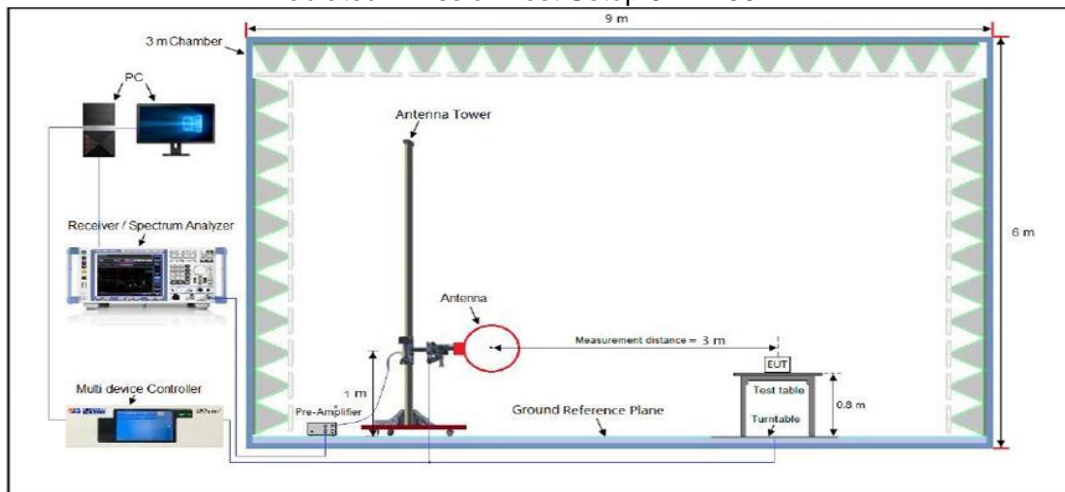 9 m
3 m Chamber
PC
Antenna Tower
Receiver / Spectrum Analyzer
6 m
Antenna
Measurement distance = 3 m
EUT
Multi device Controller
1 m
Test table
0.8 m
Pre-Amplifier
Ground Reference Plane
Turntable